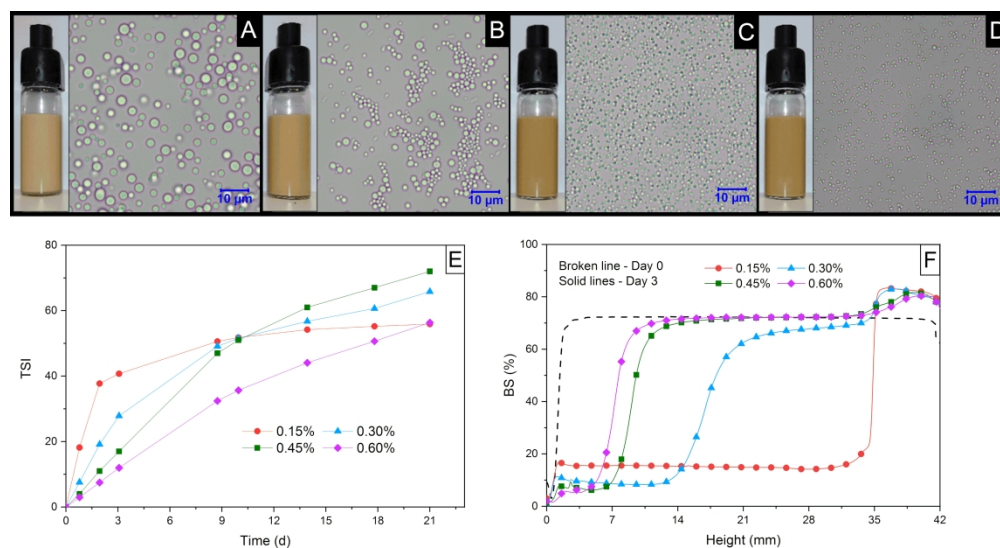 A
B
C
D
10 µm
10 µm
10 µm
10 µm
E
TSI
80
60
40
20
0
0.15%
0.30%
0.45%
0.60%
0
3
6
9
12
15
18
21
Time (d)
F
BS (%)
100
80
60
40
20
0
Broken line - Day 0
Solid lines - Day 3
0.15%
0.30%
0.45%
0.60%
0
7
14
21
28
35
42
Height (mm)